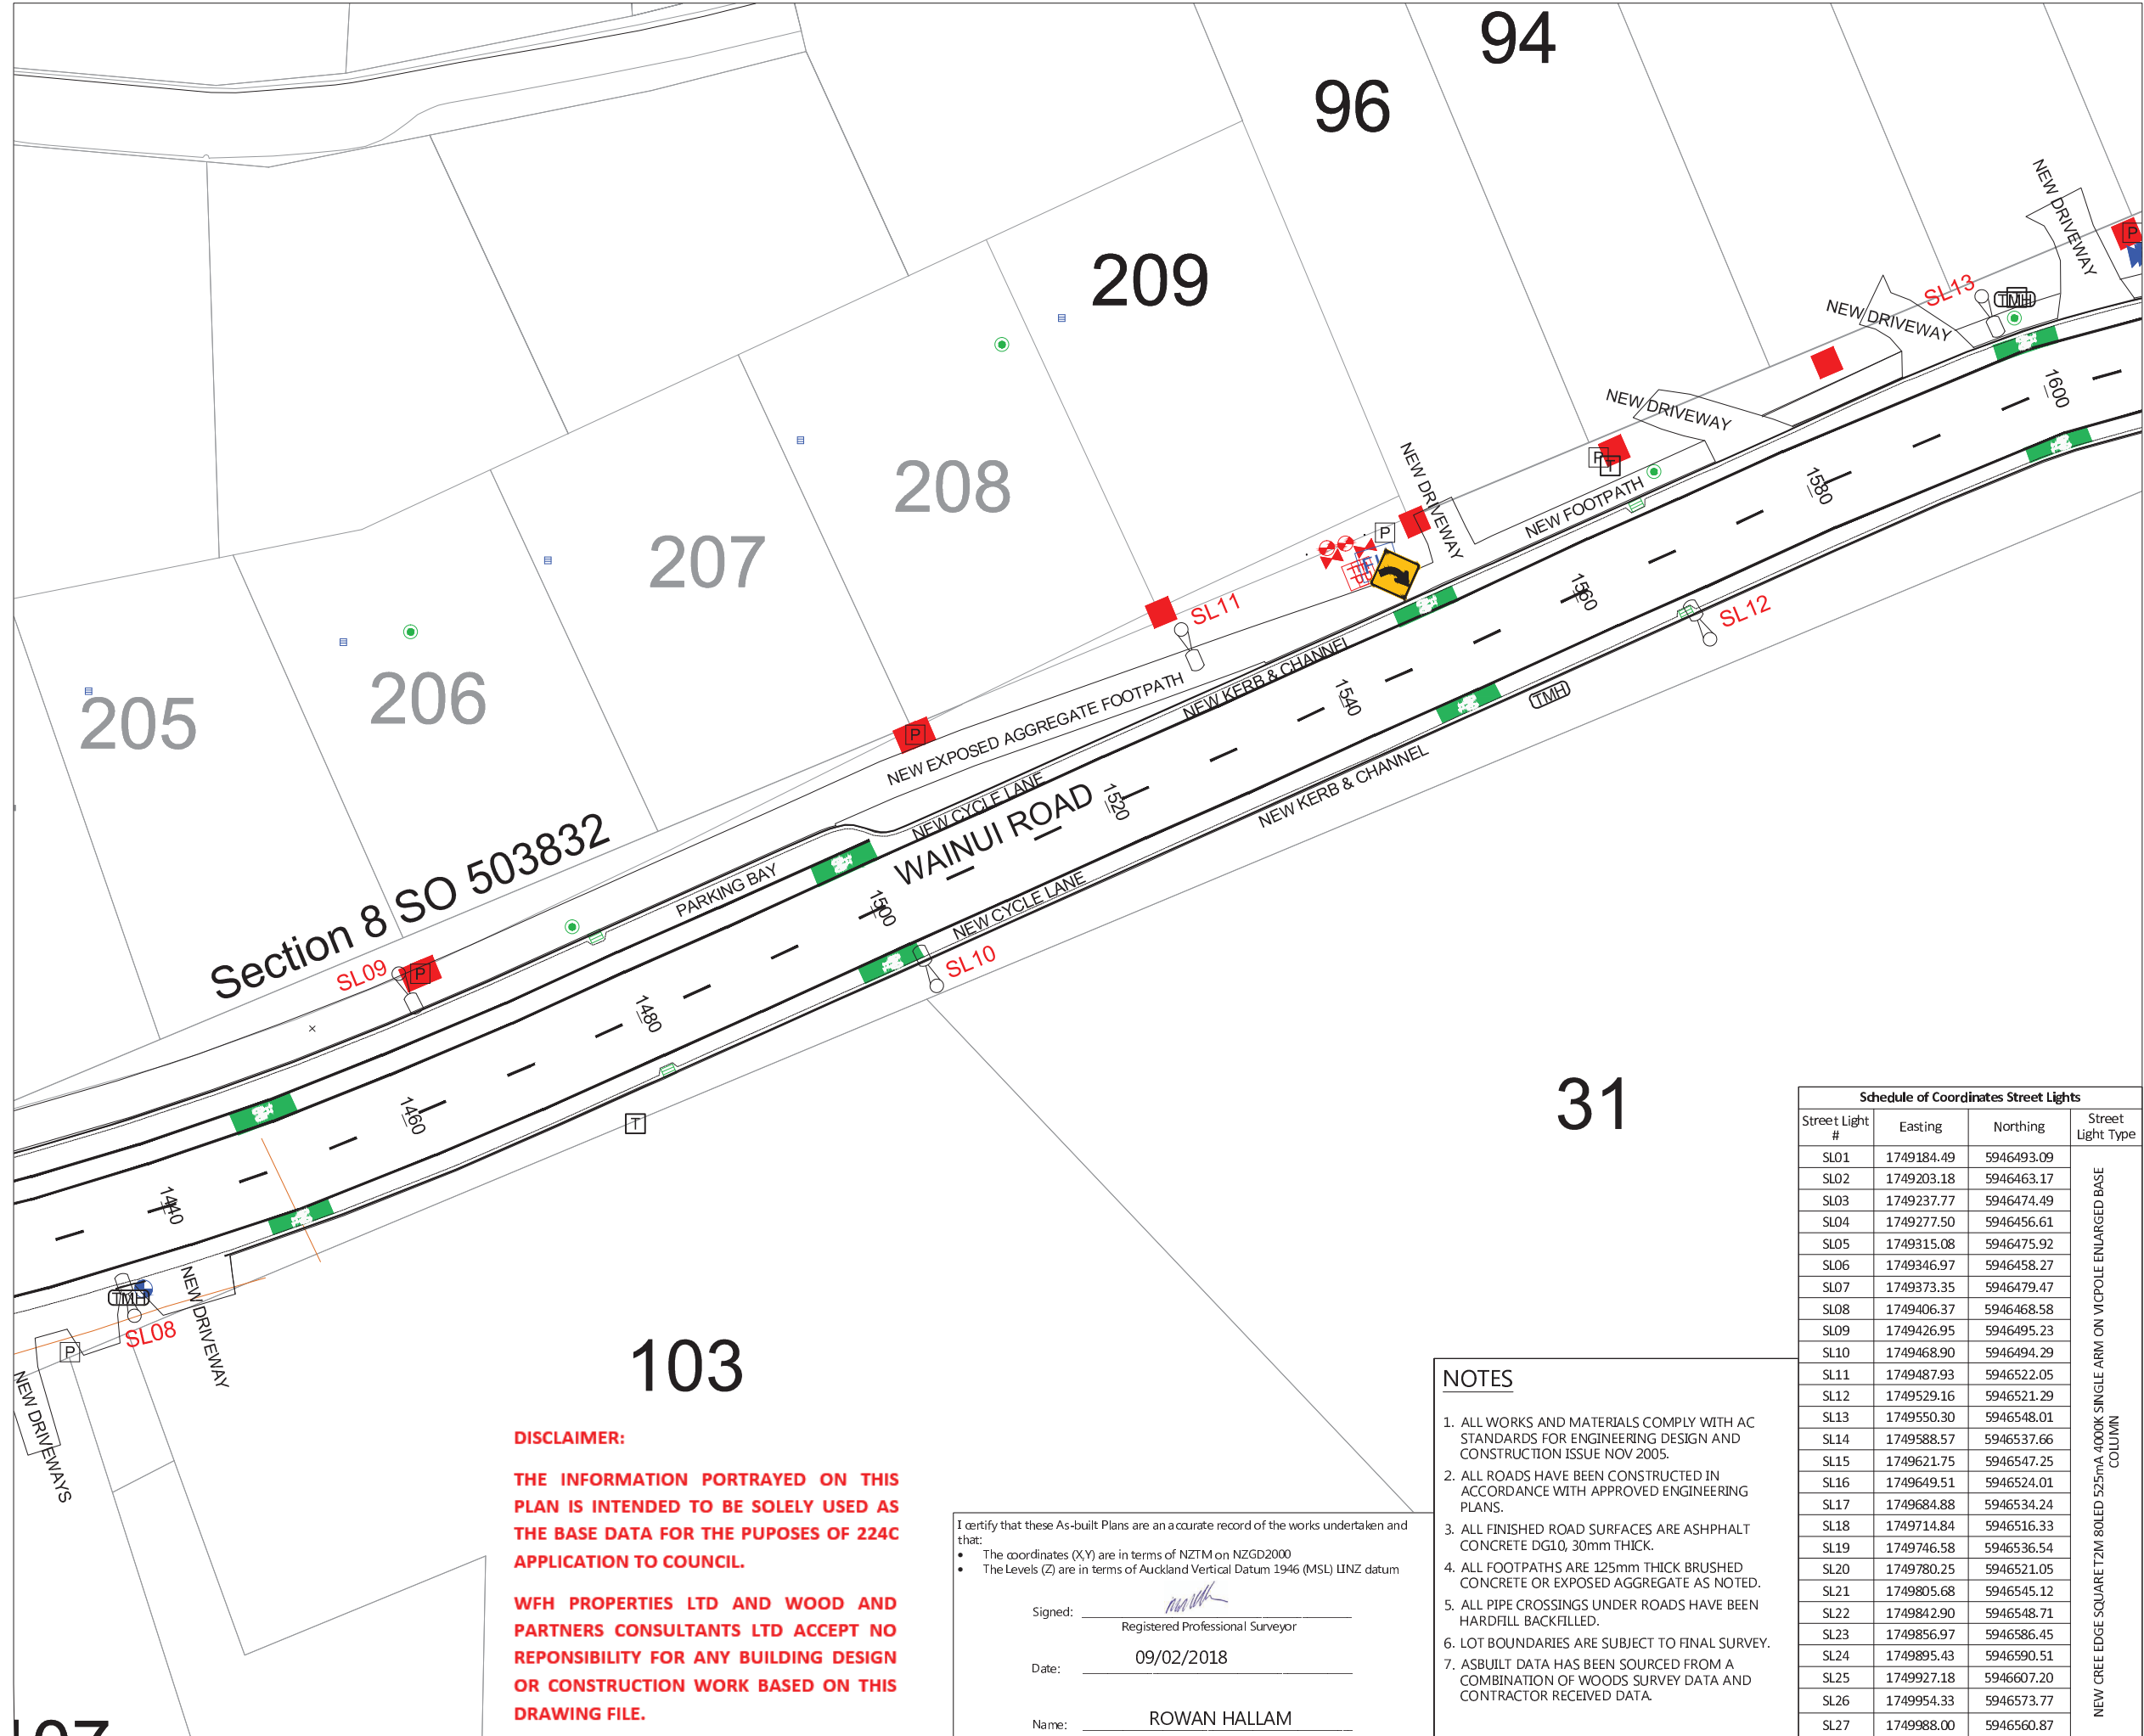 94
96
209
208
207
206
205
NEW DRIVEWAY
SL13
TMH
P
NEW DRIVEWAY
1600
NEW DRIVEWAY
P
T
NEW DRIVEWAY
1580
NEW FOOTPATH
P
1560
SL11
SL12
NEW KERB & CHANNEL
1540
TMH
NEW EXPOSED AGGREGATE FOOTPATH
P
NEW CYCLE LANE
WAINUI ROAD
1520
NEW KERB & CHANNEL
Section 8 SO 503832
PARKING BAY
1500
NEW CYCLE LANE
SL09
P
SL10
1480
1460
T
31
1440
TMH
NEW DRIVEWAY
SL08
P
NEW DRIVEWAYS
103
DISCLAIMER:
THE INFORMATION PORTRAYED ON THIS
PLAN IS INTENDED TO BE SOLELY USED AS
THE BASE DATA FOR THE PUPOSES OF 224C
APPLICATION TO COUNCIL.
WFH PROPERTIES LTD AND WOOD AND
PARTNERS CONSULTANTS LTD ACCEPT NO
REPONSIBILITY FOR ANY BUILDING DESIGN
OR CONSTRUCTION WORK BASED ON THIS
DRAWING FILE.
I certify that these As-built Plans are an accurate record of the works undertaken and
that:
• The coordinates (X,Y) are in terms of NZTM on NZGD2000
• The Levels (Z) are in terms of Auckland Vertical Datum 1946 (MSL) LINZ datum
Signed:
Registered Professional Surveyor
Date: 09/02/2018
Name: ROWAN HALLAM
NOTES
1. ALL WORKS AND MATERIALS COMPLY WITH AC
STANDARDS FOR ENGINEERING DESIGN AND
CONSTRUCTION ISSUE NOV 2005.
2. ALL ROADS HAVE BEEN CONSTRUCTED IN
ACCORDANCE WITH APPROVED ENGINEERING
PLANS.
3. ALL FINISHED ROAD SURFACES ARE ASHPHALT
CONCRETE DG10, 30mm THICK.
4. ALL FOOTPATHS ARE 125mm THICK BRUSHED
CONCRETE OR EXPOSED AGGREGATE AS NOTED.
5. ALL PIPE CROSSINGS UNDER ROADS HAVE BEEN
HARDFILL BACKFILLED.
6. LOT BOUNDARIES ARE SUBJECT TO FINAL SURVEY.
7. ASBUILT DATA HAS BEEN SOURCED FROM A
COMBINATION OF WOODS SURVEY DATA AND
CONTRACTOR RECEIVED DATA.
Schedule of Coordinates Street Lights
Street Light # Easting Northing Street Light Type
SL01 1749184.49 5946493.09
SL02 1749203.18 5946463.17
SL03 1749237.77 5946474.49
SL04 1749277.50 5946456.61
SL05 1749315.08 5946475.92
SL06 1749346.97 5946458.27
SL07 1749373.35 5946479.47
SL08 1749406.37 5946468.58
SL09 1749426.95 5946495.23
SL10 1749468.90 5946494.29
SL11 1749487.93 5946522.05
SL12 1749529.16 5946521.29
SL13 1749550.30 5946548.01
SL14 1749588.57 5946537.66
SL15 1749621.75 5946547.25
SL16 1749649.51 5946524.01
SL17 1749684.88 5946534.24
SL18 1749714.84 5946516.33
SL19 1749746.58 5946536.54
SL20 1749780.25 5946521.05
SL21 1749805.68 5946545.12
SL22 1749842.90 5946548.71
SL23 1749856.97 5946586.45
SL24 1749895.43 5946590.51
SL25 1749927.18 5946607.20
SL26 1749954.33 5946573.77
SL27 1749988.00 5946560.87
NEW CREE EDGE SQUARE T2M 80LED 525mA 4000K SINGLE ARM ON VICPOLE ENLARGED BASE
COLUMN